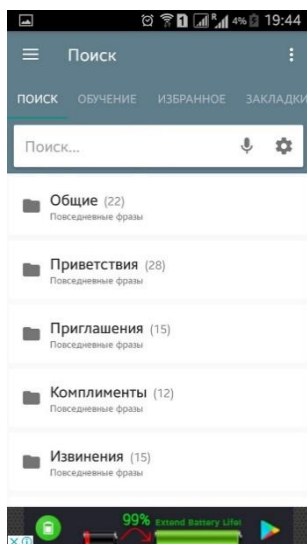 4% 19:44
Поиск
ПОИСК ОБУЧЕНИЕ ИЗБРАННОЕ ЗАКЛАДКИ
Поиск...
Общие (22)
Повседневные фразы
Приветствия (28)
Повседневные фразы
Приглашения (15)
Повседневные фразы
Комплименты (12)
Повседневные фразы
Извинения (15)
Повседневные фразы
99% Extend Battery Life!